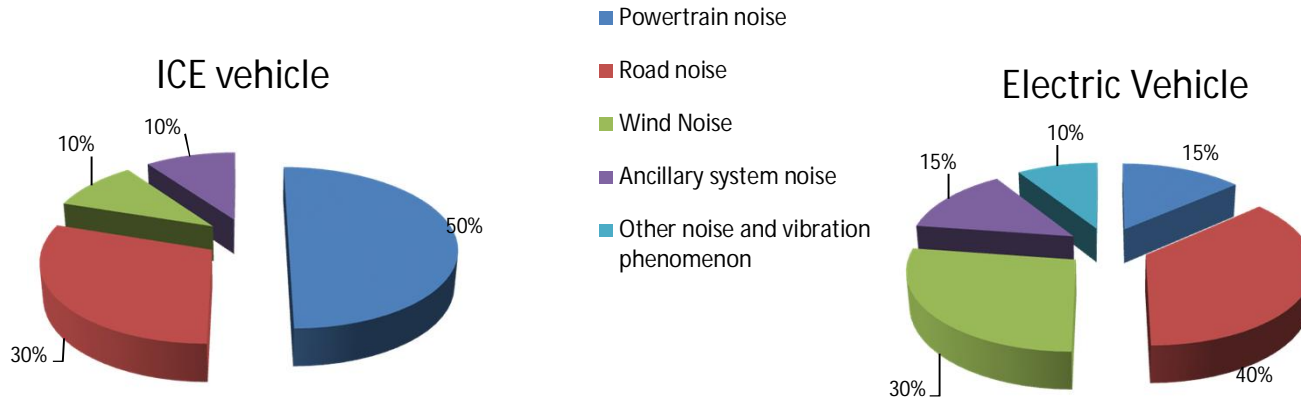 ICE vehicle
10%
10%
50%
30%
Powertrain noise
Road noise
Wind Noise
Ancillary system noise
Other noise and vibration
phenomenon
Electric Vehicle
10%
15%
15%
30%
40%